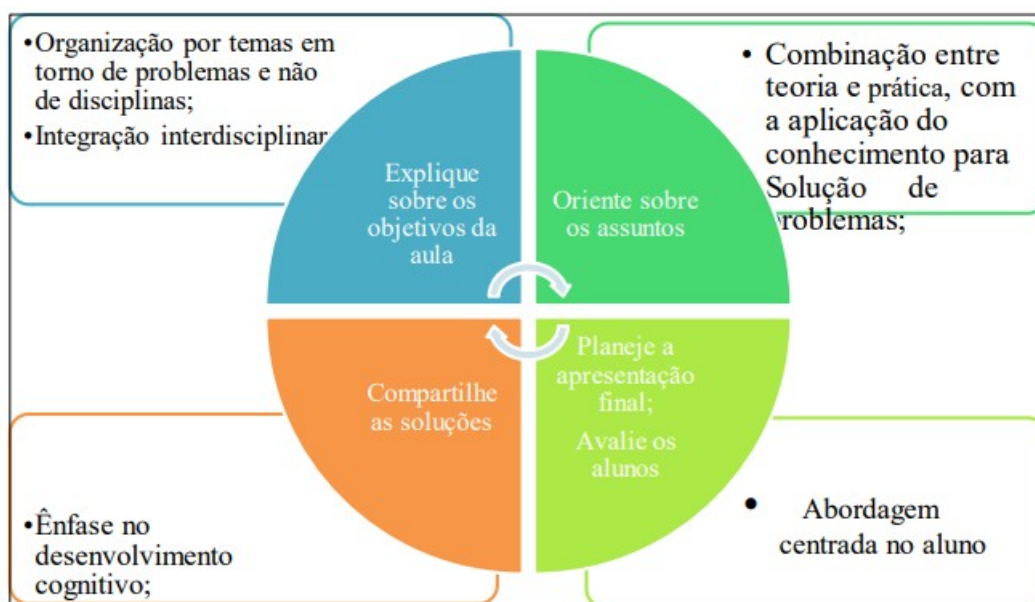 •Organização por temas em
torno de problemas e não
de disciplinas;
•Integração interdisciplinar
Explique
sobre os
objetivos da
aula
Oriente sobre
os assuntos
• Combinação entre
teoria e prática, com
a aplicação do
conhecimento para
Solução de
problemas;
Compartilhe
as soluções
Planeje a
apresentação
final;
Avalie os
alunos
•Ênfase no
desenvolvimento
cognitivo;
• Abordagem
centrada no aluno